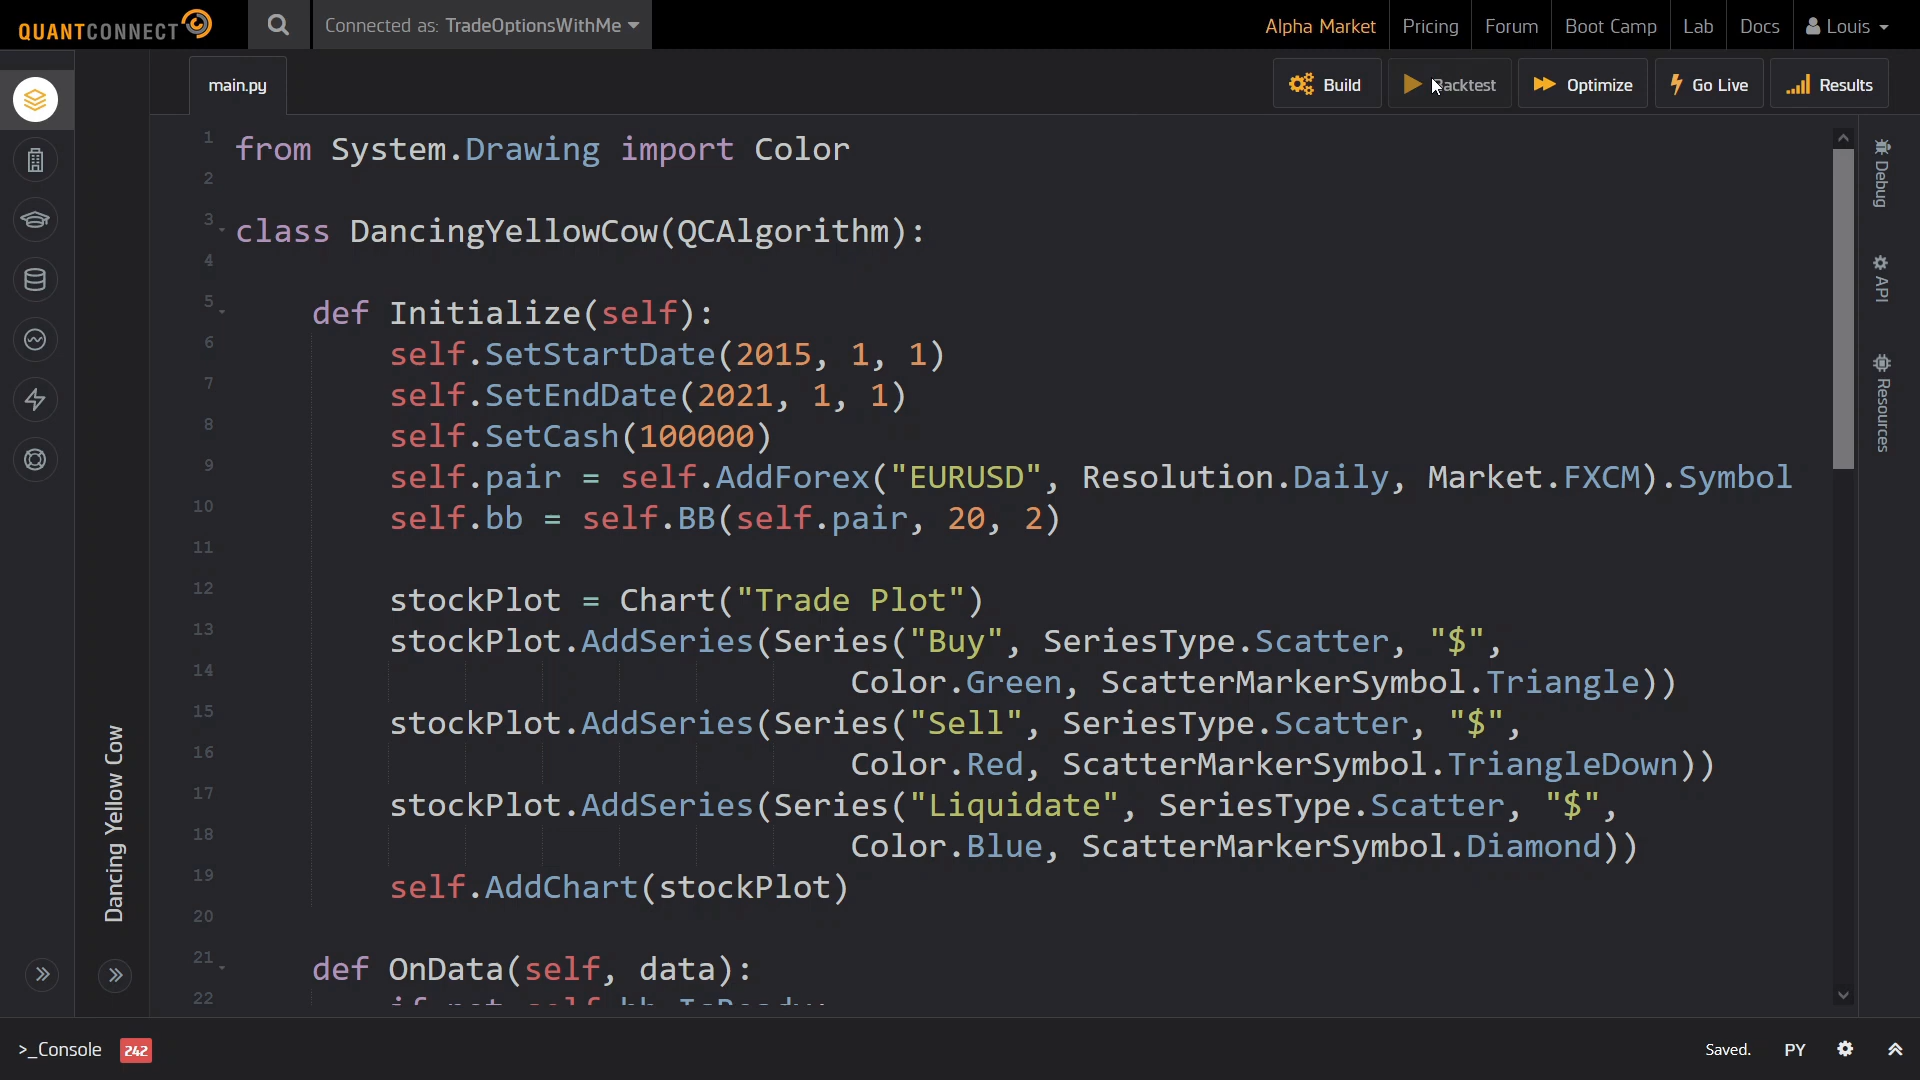 QUANTCONNECT
Connected as: TradeOptionsWithMe
Alpha Market
Pricing
Forum
Boot Camp
Lab
Docs
Louis
main.py
Build
Backtest
Optimize
Go Live
Results
1 from System.Drawing import Color
2
3 class DancingYellowCow(QCAlgorithm):
4
5 def Initialize(self):
6 self.SetStartDate(2015, 1, 1)
7 self.SetEndDate(2021, 1, 1)
8 self.SetCash(100000)
9 self.pair = self.AddForex("EURUSD", Resolution.Daily, Market.FXCM).Symbol
10 self.bb = self.BB(self.pair, 20, 2)
11
12 stockPlot = Chart("Trade Plot")
13 stockPlot.AddSeries(Series("Buy", SeriesType.Scatter, "$",
14 Color.Green, ScatterMarkerSymbol.Triangle))
15 stockPlot.AddSeries(Series("Sell", SeriesType.Scatter, "$",
16 Color.Red, ScatterMarkerSymbol.TriangleDown))
17 stockPlot.AddSeries(Series("Liquidate", SeriesType.Scatter, "$",
18 Color.Blue, ScatterMarkerSymbol.Diamond))
19 self.AddChart(stockPlot)
20
21 def OnData(self, data):
22 if not self.bb.IsReady:
Debug
API
Resources
Dancing Yellow Cow
>_Console 242
Saved.
PY